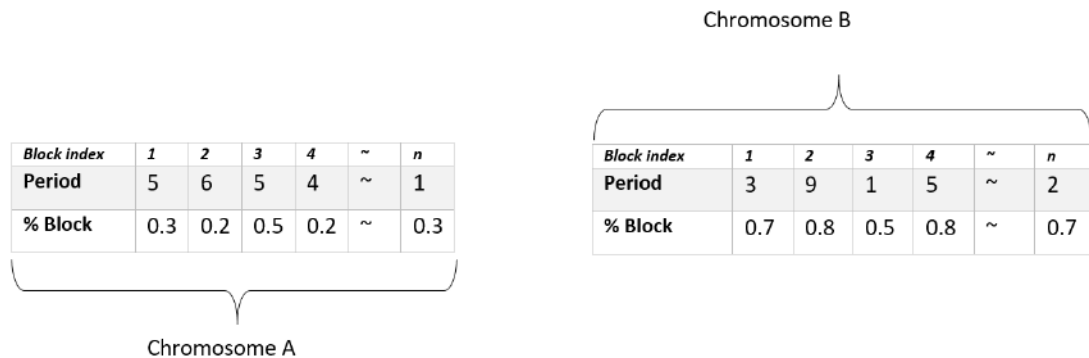 Chromosome B
Block index 1 2 3 4 ~ n
Period 5 6 5 4 ~ 1
% Block 0.3 0.2 0.5 0.2 ~ 0.3
Chromosome A
Block index 1 2 3 4 ~ n
Period 3 9 1 5 ~ 2
% Block 0.7 0.8 0.5 0.8 ~ 0.7